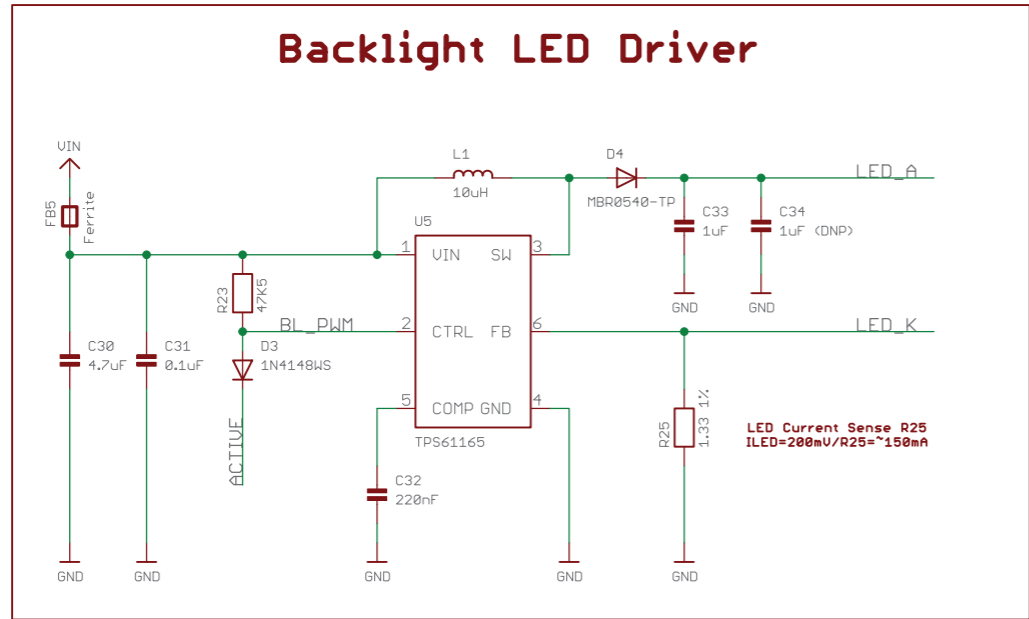 Backlight LED Driver
VIN
FB5
Ferrite
L1
10uH
D4
MBR0540-TP
LED_A
C33
1uF
C34
1uF (DNP)
GND
GND
U5
1
VIN
SW
3
R23
47K5
BL_PWM
2
CTRL
FB
6
LED_K
C30
4.7uF
C31
0.1uF
D3
1N4148WS
ACTIVE
5
COMP
GND
4
TPS61165
R25
1.33 1%
LED Current Sense R25
ILED=200mV/R25=~150mA
C32
220nF
GND
GND
GND
GND
GND